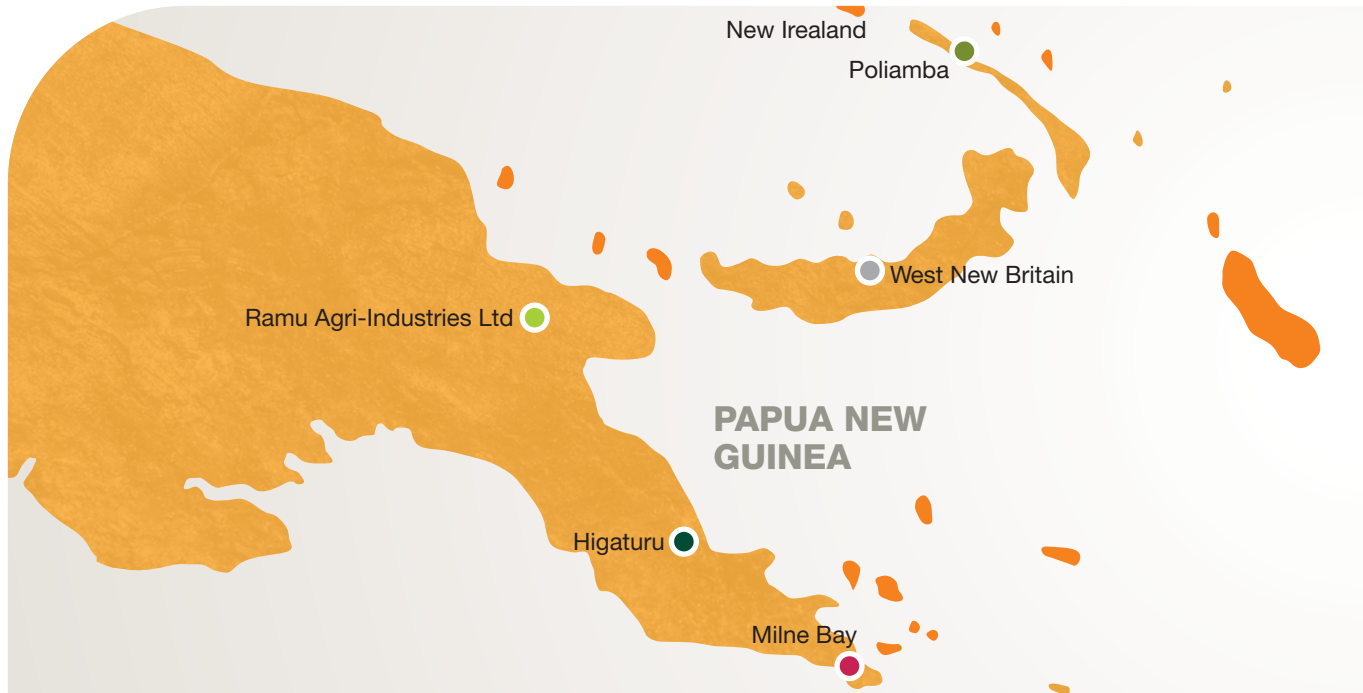 New Irealand
Poliamba
West New Britain
Ramu Agri-Industries Ltd
PAPUA NEW
GUINEA
Higaturu
Milne Bay